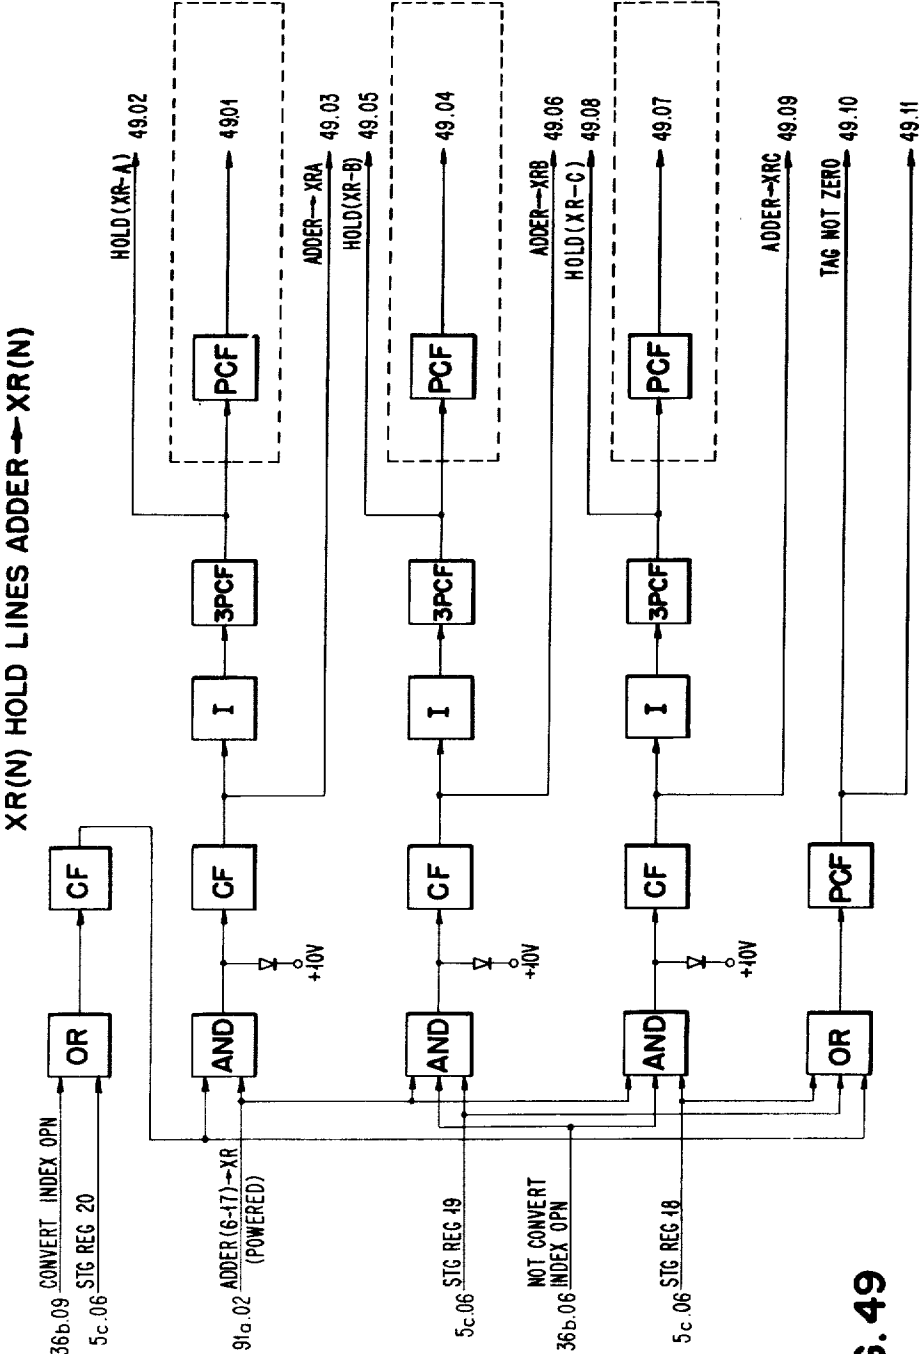 XR(N) HOLD LINES ADDER→XR(N)
36b.09 CONVERT INDEX OPN
5c.06 STG REG 20
OR
CF
91a.02 ADDER (6-17)→XR
(POWERED)
AND
+10V
CF
I
3PCF
PCF
HOLD (XR-A) 49.02
49.01
ADDER→XRA 49.03
5c.06 STG REG 19
AND
+10V
CF
I
3PCF
PCF
HOLD(XR-B) 49.05
49.04
ADDER→XRB 49.06
NOT CONVERT
36b.06 INDEX OPN
5c.06 STG REG 18
AND
+10V
CF
I
3PCF
PCF
HOLD (XR-C) 49.08
49.07
ADDER→XRC 49.09
OR
PCF
TAG NOT ZERO 49.10
49.11
G. 49